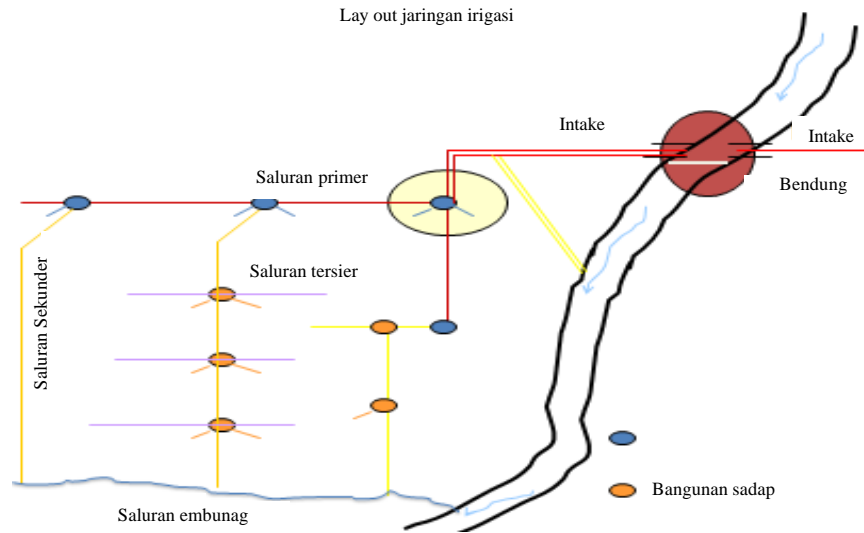 Lay out jaringan irigasi
Intake
Intake
Bendung
Saluran primer
Saluran tersier
Saluran Sekunder
Bangunan sadap
Saluran embunag